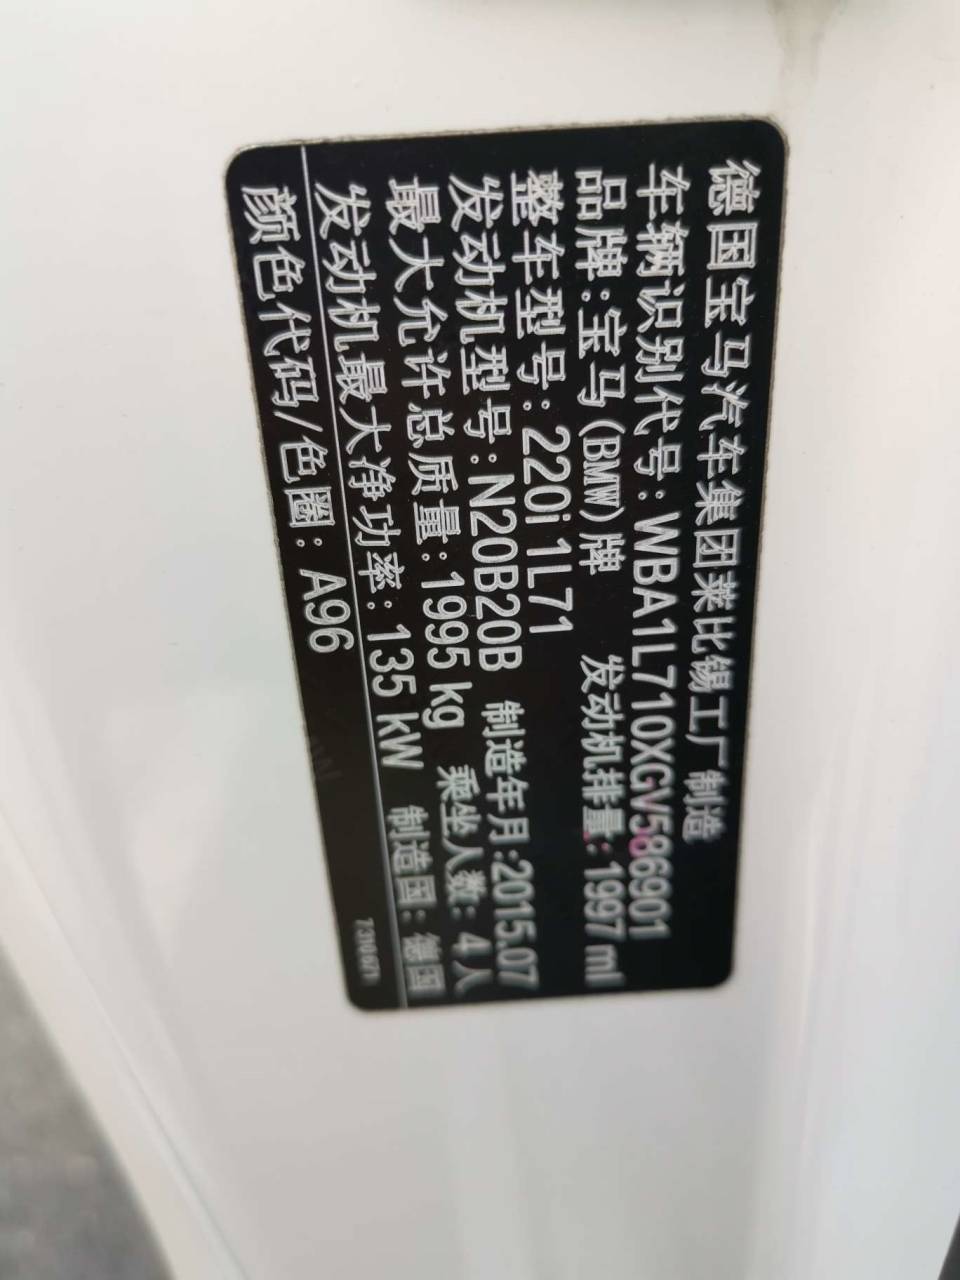 德国宝马汽车集团莱比锡工厂制造
车辆识别代号:WBA1L710XGV586901
品牌:宝马(BMW)牌 发动机排量:1997 ml
整车型号:220i 1L71
发动机型号:N20B20B 制造年月:2015.07
最大允许总质量:1995 kg 乘坐人数:4人
发动机最大净功率:135 kW 制造国:德国
颜色代码/色圈:A96